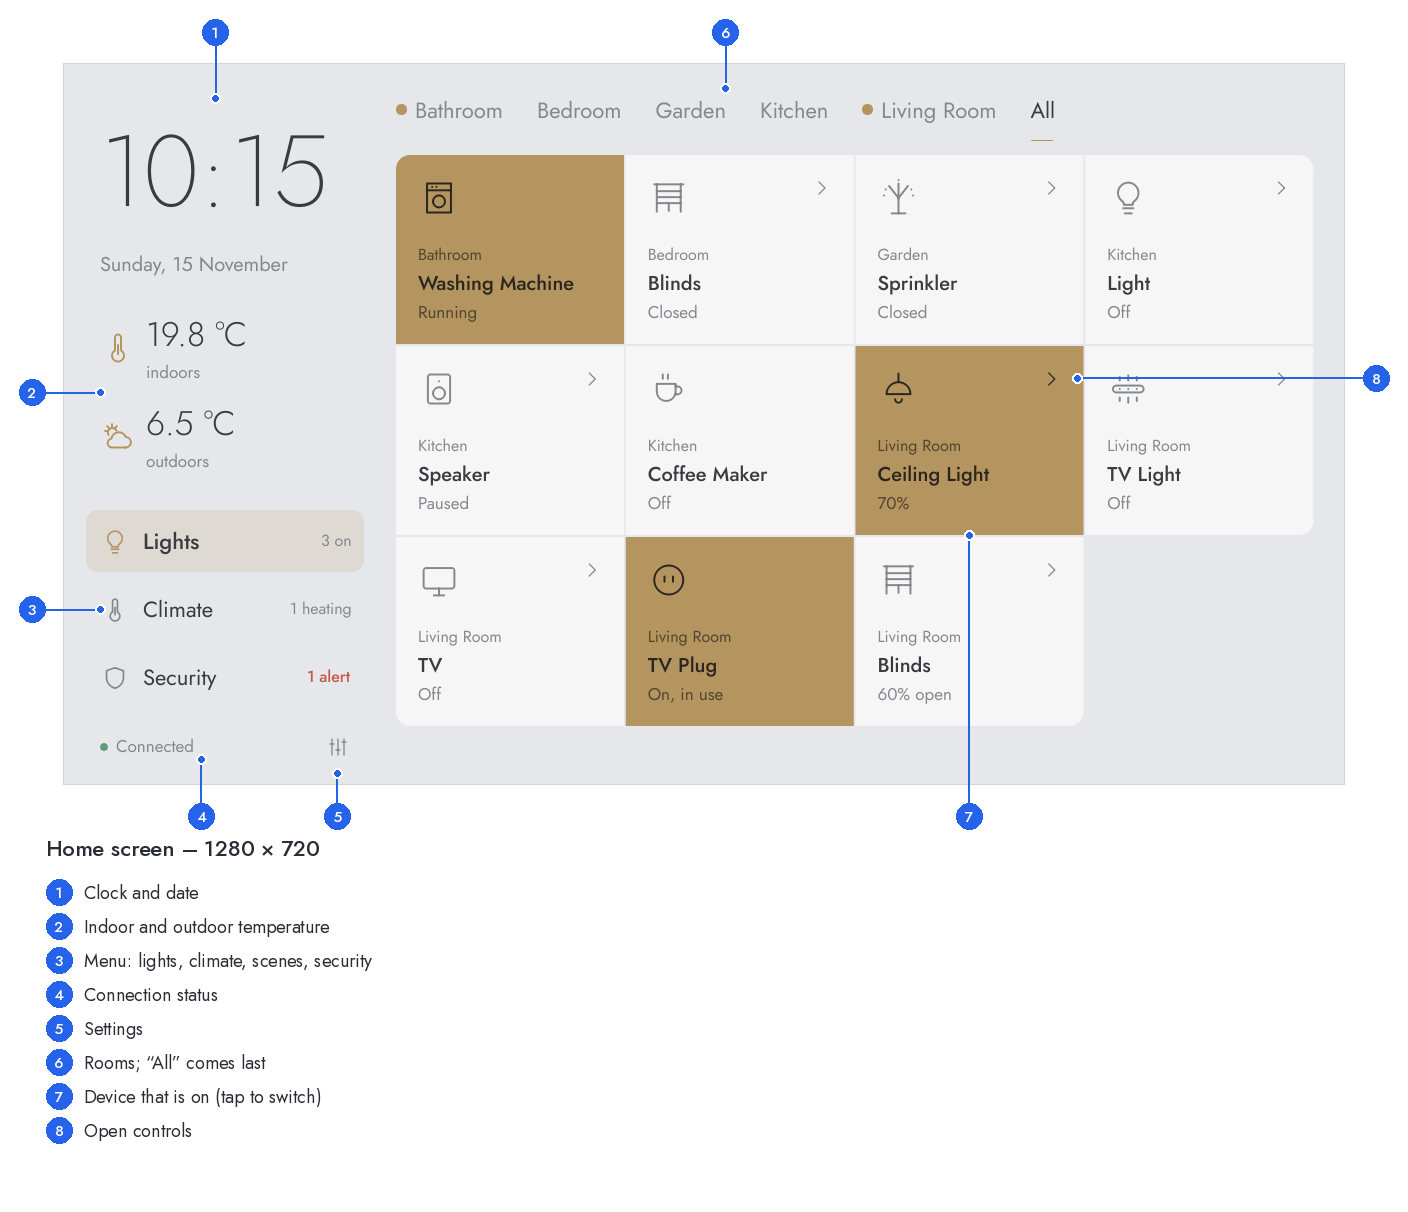 1
6
10:15
Sunday, 15 November
19.8 °C
indoors
2
6.5 °C
outdoors
Lights 3 on
3
Climate 1 heating
Security 1 alert
Connected
4
5
Bathroom Bedroom Garden Kitchen Living Room All
Bathroom
Washing Machine
Running
Bedroom
Blinds
Closed
Garden
Sprinkler
Closed
Kitchen
Light
Off
Kitchen
Speaker
Paused
Kitchen
Coffee Maker
Off
Living Room
Ceiling Light
70%
8
Living Room
TV Light
Off
Living Room
TV
Off
Living Room
TV Plug
On, in use
Living Room
Blinds
60% open
7
Home screen – 1280 × 720
1 Clock and date
2 Indoor and outdoor temperature
3 Menu: lights, climate, scenes, security
4 Connection status
5 Settings
6 Rooms; “All” comes last
7 Device that is on (tap to switch)
8 Open controls